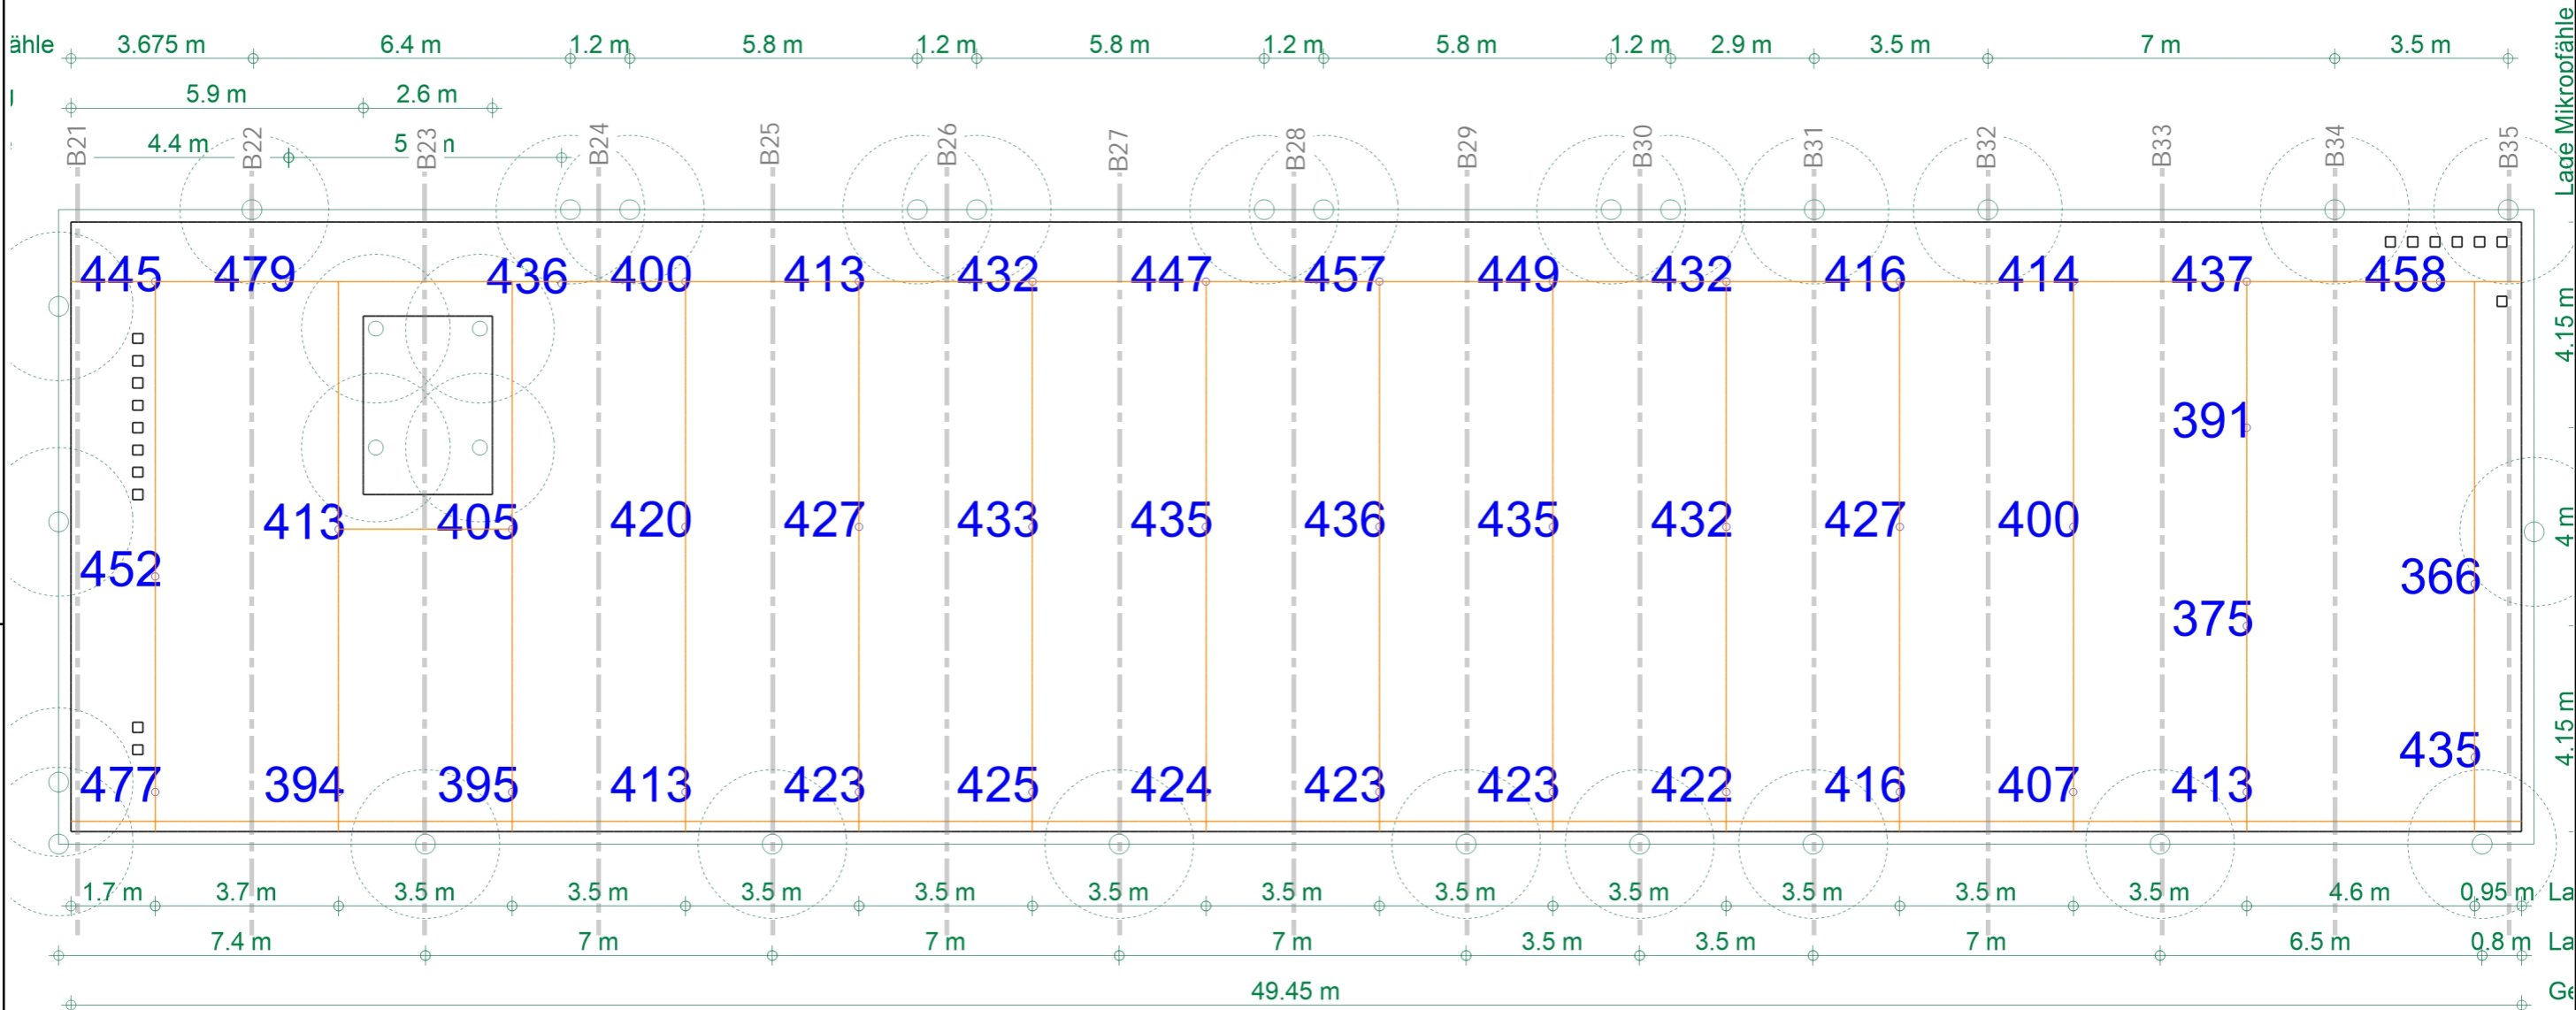 ähle 3.675 m 6.4 m 1.2 m 5.8 m 1.2 m 5.8 m 1.2 m 5.8 m 1.2 m 2.9 m 3.5 m 7 m 3.5 m
Lage Mikropfähle
5.9 m 2.6 m
4.4 m 5
B21 B22 B23 B24 B25 B26 B27 B28 B29 B30 B31 B32 B33 B34 B35
445 479 436 400 413 432 447 457 449 432 416 414 437 458
4.15 m
391
413 405 420 427 433 435 436 435 432 427 400
4 m
452 366
375
435
4.15 m
477 394 395 413 423 425 424 423 423 422 416 407 413
1.7 m 3.7 m 3.5 m 3.5 m 3.5 m 3.5 m 3.5 m 3.5 m 3.5 m 3.5 m 3.5 m 3.5 m 3.5 m 4.6 m 0.95 m La
7.4 m 7 m 7 m 7 m 3.5 m 3.5 m 7 m 6.5 m 0.8 m La
49.45 m Ge